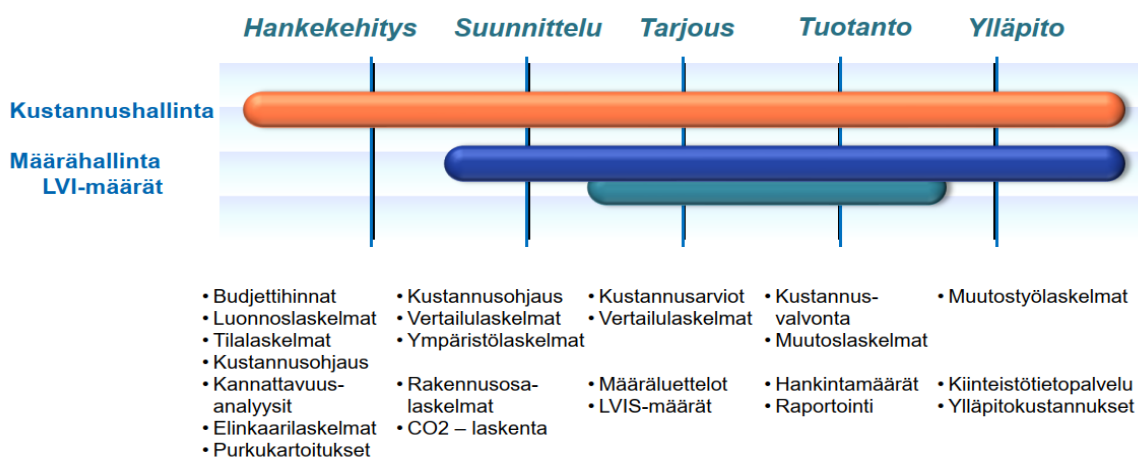 Hankekehitys Suunnittelu Tarjous Tuotanto Ylläpito
Kustannushallinta
Määrähallinta
LVI-määrät
• Budjettihinnat
• Luonnoslaskelmat
• Tilalaskelmat
• Kustannusohjaus
• Kannattavuus-
analyysit
• Elinkaarilaskelmat
• Purkukartoitukset
• Kustannusohjaus
• Vertailulaskelmat
• Ympäristölaskelmat
• Rakennusosa-
laskelmat
• CO2 – laskenta
• Kustannusarviot
• Vertailulaskelmat
• Määräluettelot
• LVIS-määrät
• Kustannus-
valvonta
• Muutoslaskelmat
• Hankintamäärät
• Raportointi
• Muutostyölaskelmat
• Kiinteistötietopalvelu
• Ylläpitokustannukset